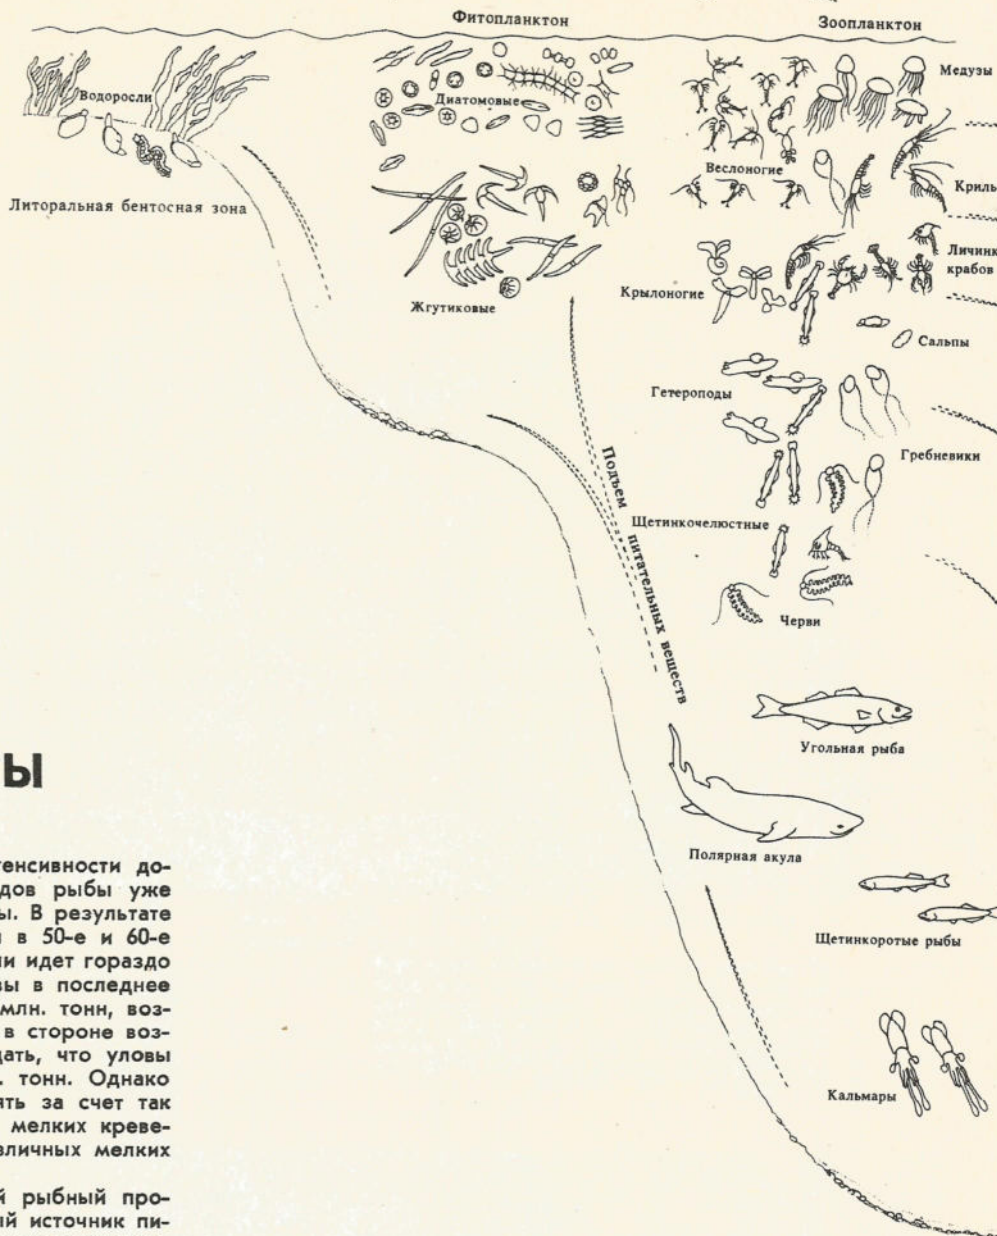 Фитопланктон
Зоопланктон
Медузы
Водоросли
Диатомовые
Веслоногие
Криль
Литоральная бентосная зона
Личинк
крабов
Крылоногие
Жгутиковые
Сальпы
Гетероподы
Гребневики
Подъем питательных веществ
Щетинкочелюстные
Черви
Угольная рыба
Полярная акула
Щетинкоротые рыбы
Кальмары
Ы
тенсивности до-
дов рыбы уже
ы. В результате
и в 50-е и 60-е
ии идет гораздо
вы в последнее
млн. тонн, воз-
в стороне воз-
дать, что уловы
. тонн. Однако
ять за счет так
мелких креве-
зличных мелких
й рыбный про-
ый источник пи-